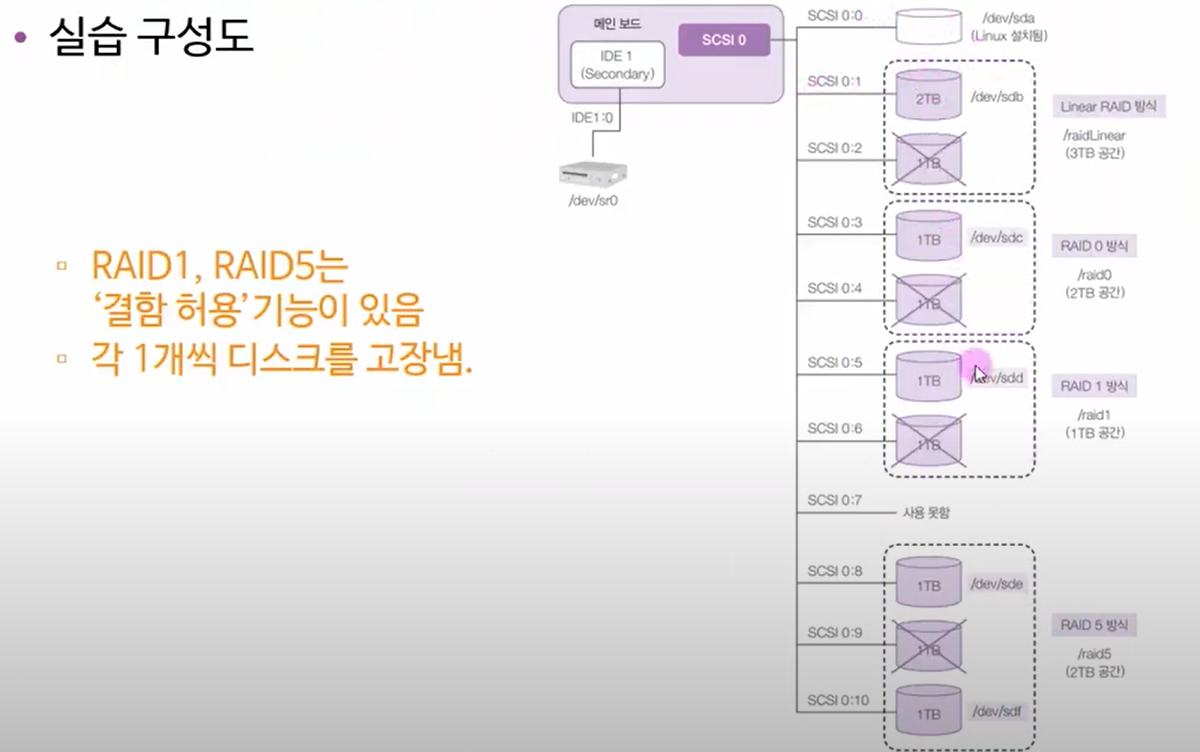 • 실습 구성도
▫ RAID1, RAID5는
‘결함 허용’기능이 있음
▫ 각 1개씩 디스크를 고장냄.
메인 보드
SCSI 0
IDE 1
(Secondary)
IDE1:0
/dev/sr0
SCSI 0:0
/dev/sda
(Linux 설치됨)
SCSI 0:1
2TB
/dev/sdb
SCSI 0:2
1TB
Linear RAID 방식
/raidLinear
(3TB 공간)
SCSI 0:3
1TB
/dev/sdc
SCSI 0:4
1TB
RAID 0 방식
/raid0
(2TB 공간)
SCSI 0:5
1TB
/dev/sdd
SCSI 0:6
1TB
RAID 1 방식
/raid1
(1TB 공간)
SCSI 0:7
사용 못함
SCSI 0:8
1TB
/dev/sde
SCSI 0:9
1TB
SCSI 0:10
1TB
/dev/sdf
RAID 5 방식
/raid5
(2TB 공간)